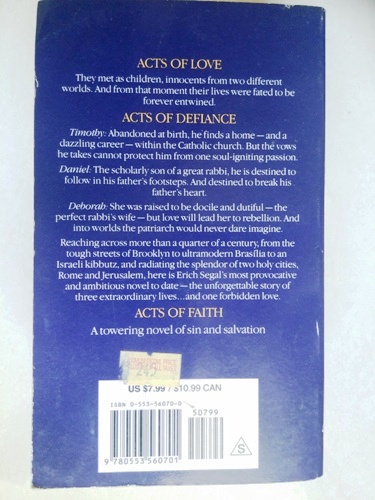 ACTS OF LOVE
They met as children, innocents from two different
worlds. And from that moment their lives were fated to be
forever entwined.
ACTS OF DEFIANCE
Timothy: Abandoned at birth, he finds a home—and a
dazzling career—within the Catholic church. But the vows
he takes cannot protect him from one soul-igniting passion.
Daniel: The scholarly son of a great rabbi, he is destined to
follow in his father's footsteps. And destined to break his
father's heart.
Deborah: She was raised to be docile and dutiful—the
perfect rabbi's wife—but love will lead her to rebellion. And
into worlds the patriarch would never dare imagine.
Reaching across more than a quarter of a century, from the
tough streets of Brooklyn to ultramodern Brasília to an
Israeli kibbutz, and radiating the splendor of two holy cities,
Rome and Jerusalem, here is Erich Segal's most provocative
and ambitious novel to date—the unforgettable story of
three extraordinary lives...and one forbidden love.
ACTS OF FAITH
A towering novel of sin and salvation
US $7.99 / $10.99 CAN
ISBN 0-553-56070-0
50799
9 780553 560701
S